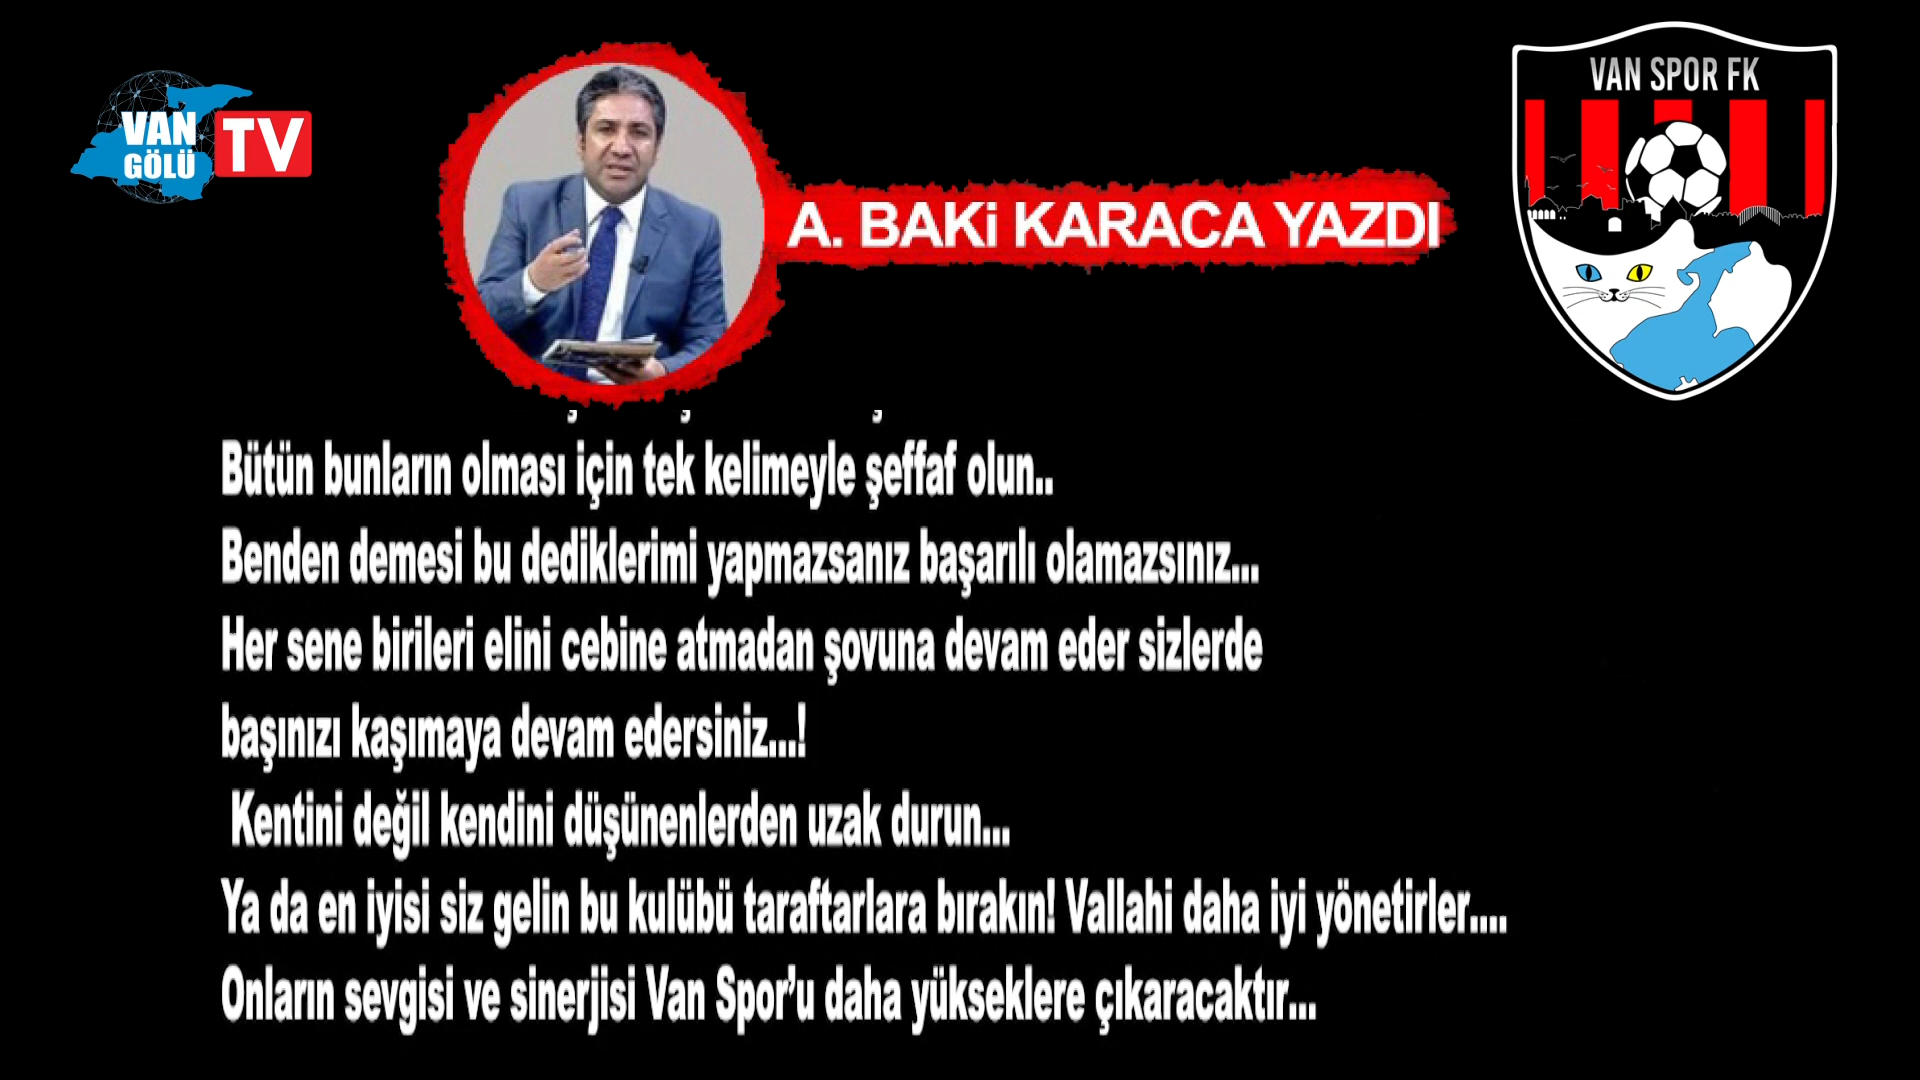 VAN
GÖLÜ
TV
A. BAKi KARACA YAZDI
VAN SPOR FK
Bütün bunların olması için tek kelimeyle şeffaf olun..
Benden demesi bu dediklerimi yapmazsanız başarılı olamazsınız...
Her sene birileri elini cebine atmadan şovuna devam eder sizlerde
başınızı kaşımaya devam edersiniz...!
Kentini değil kendini düşünenlerden uzak durun...
Ya da en iyisi siz gelin bu kulübü taraftarlara bırakın! Vallahi daha iyi yönetirler....
Onların sevgisi ve sinerjisi Van Spor’u daha yükseklere çıkaracaktır...